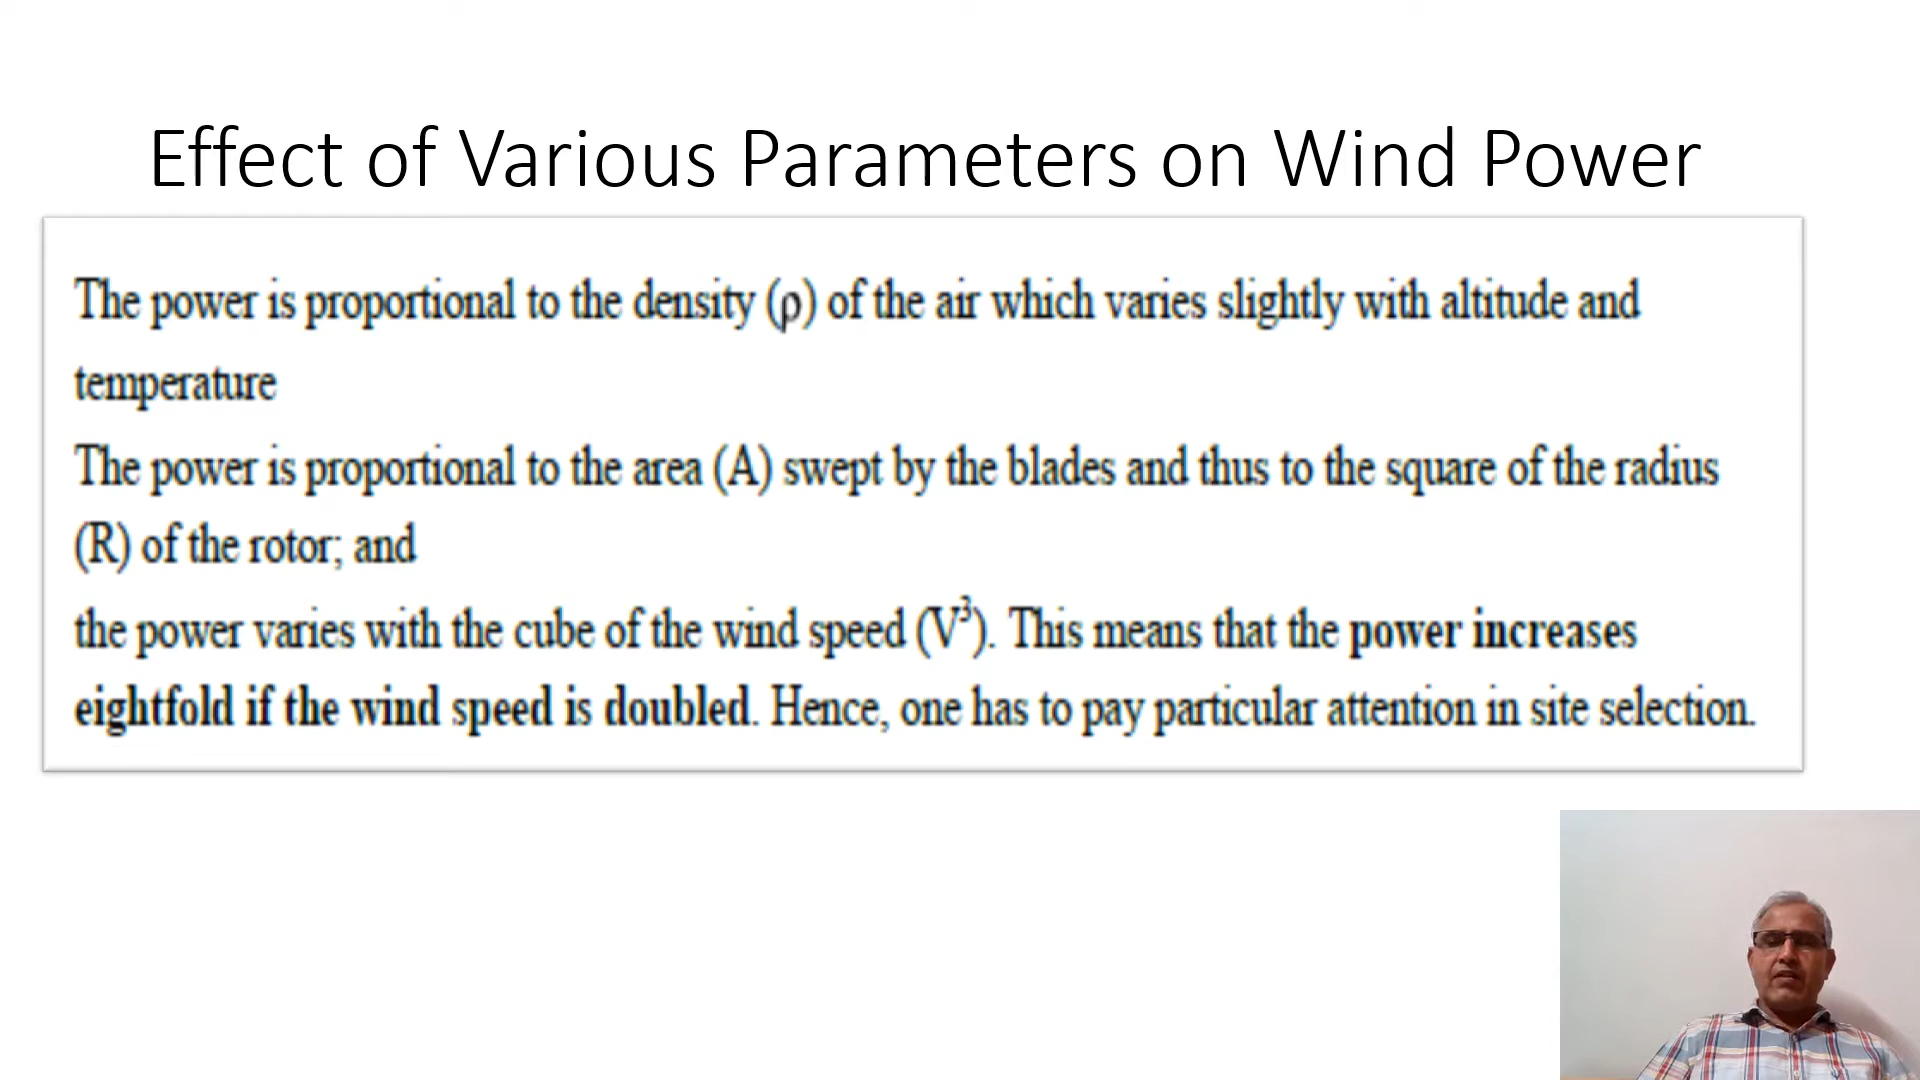 Effect of Various Parameters on Wind Power
The power is proportional to the density (ρ) of the air which varies slightly with altitude and
temperature
The power is proportional to the area (A) swept by the blades and thus to the square of the radius
(R) of the rotor; and
the power varies with the cube of the wind speed (V³). This means that the power increases
eightfold if the wind speed is doubled. Hence, one has to pay particular attention in site selection.